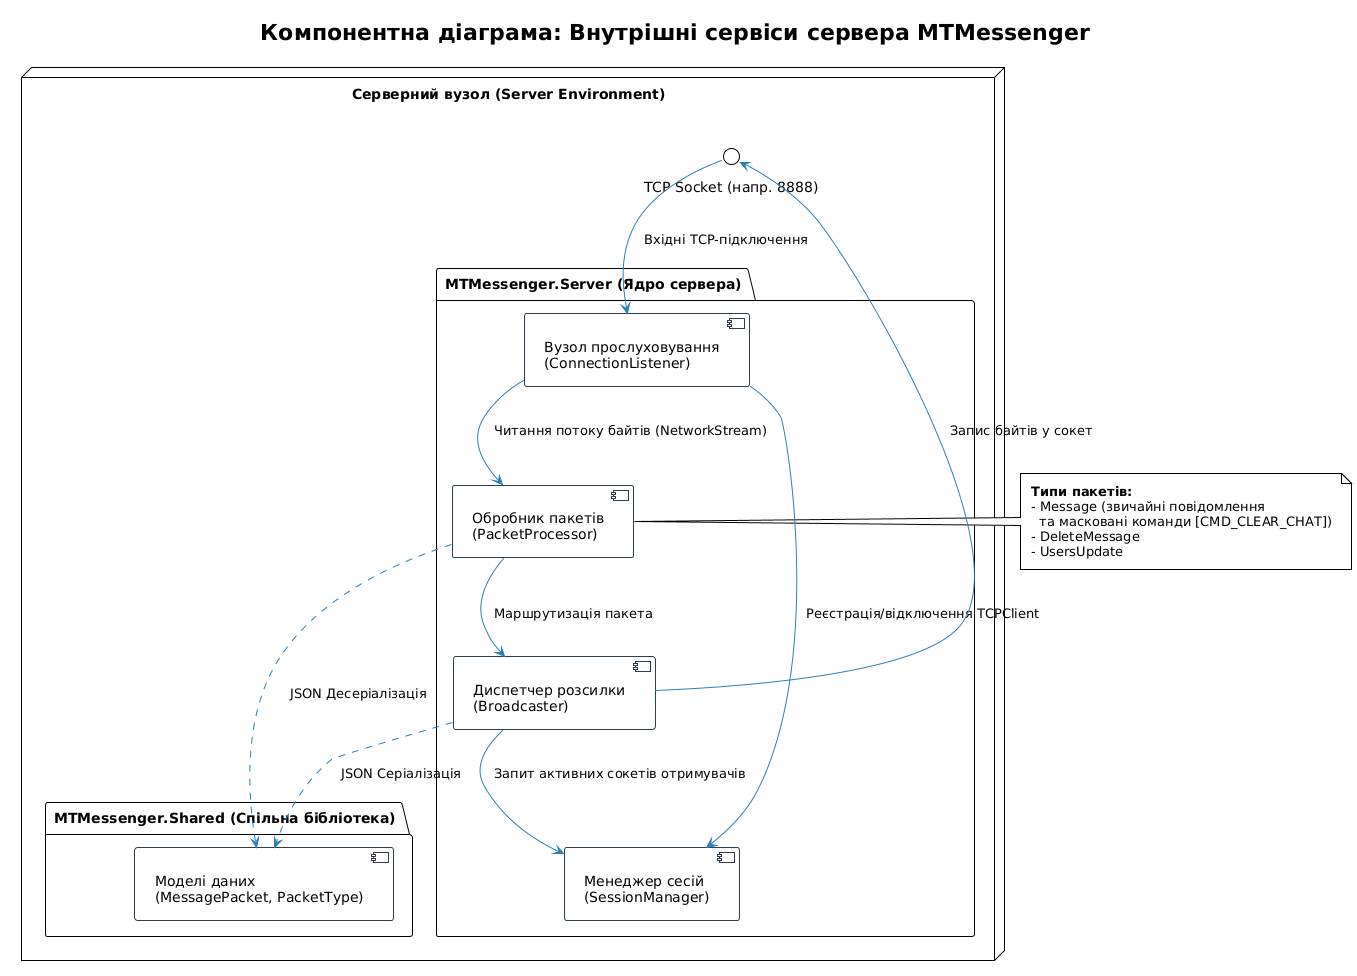 Компонентна діаграма: Внутрішні сервіси сервера MTMessenger
Серверний вузол (Server Environment)
TCP Socket (напр. 8888)
Вхідні TCP-підключення
MTMessenger.Server (Ядро сервера)
Вузол прослуховування
(ConnectionListener)
Читання потоку байтів (NetworkStream)
Запис байтів у сокет
Обробник пакетів
(PacketProcessor)
Типи пакетів:
- Message (звичайні повідомлення
та масковані команди [CMD_CLEAR_CHAT])
- DeleteMessage
- UsersUpdate
Маршрутизація пакета
Реєстрація/відключення TCPClient
JSON Десеріалізація
Диспетчер розсилки
(Broadcaster)
JSON Серіалізація
Запит активних сокетів отримувачів
MTMessenger.Shared (Спільна бібліотека)
Моделі даних
(MessagePacket, PacketType)
Менеджер сесій
(SessionManager)